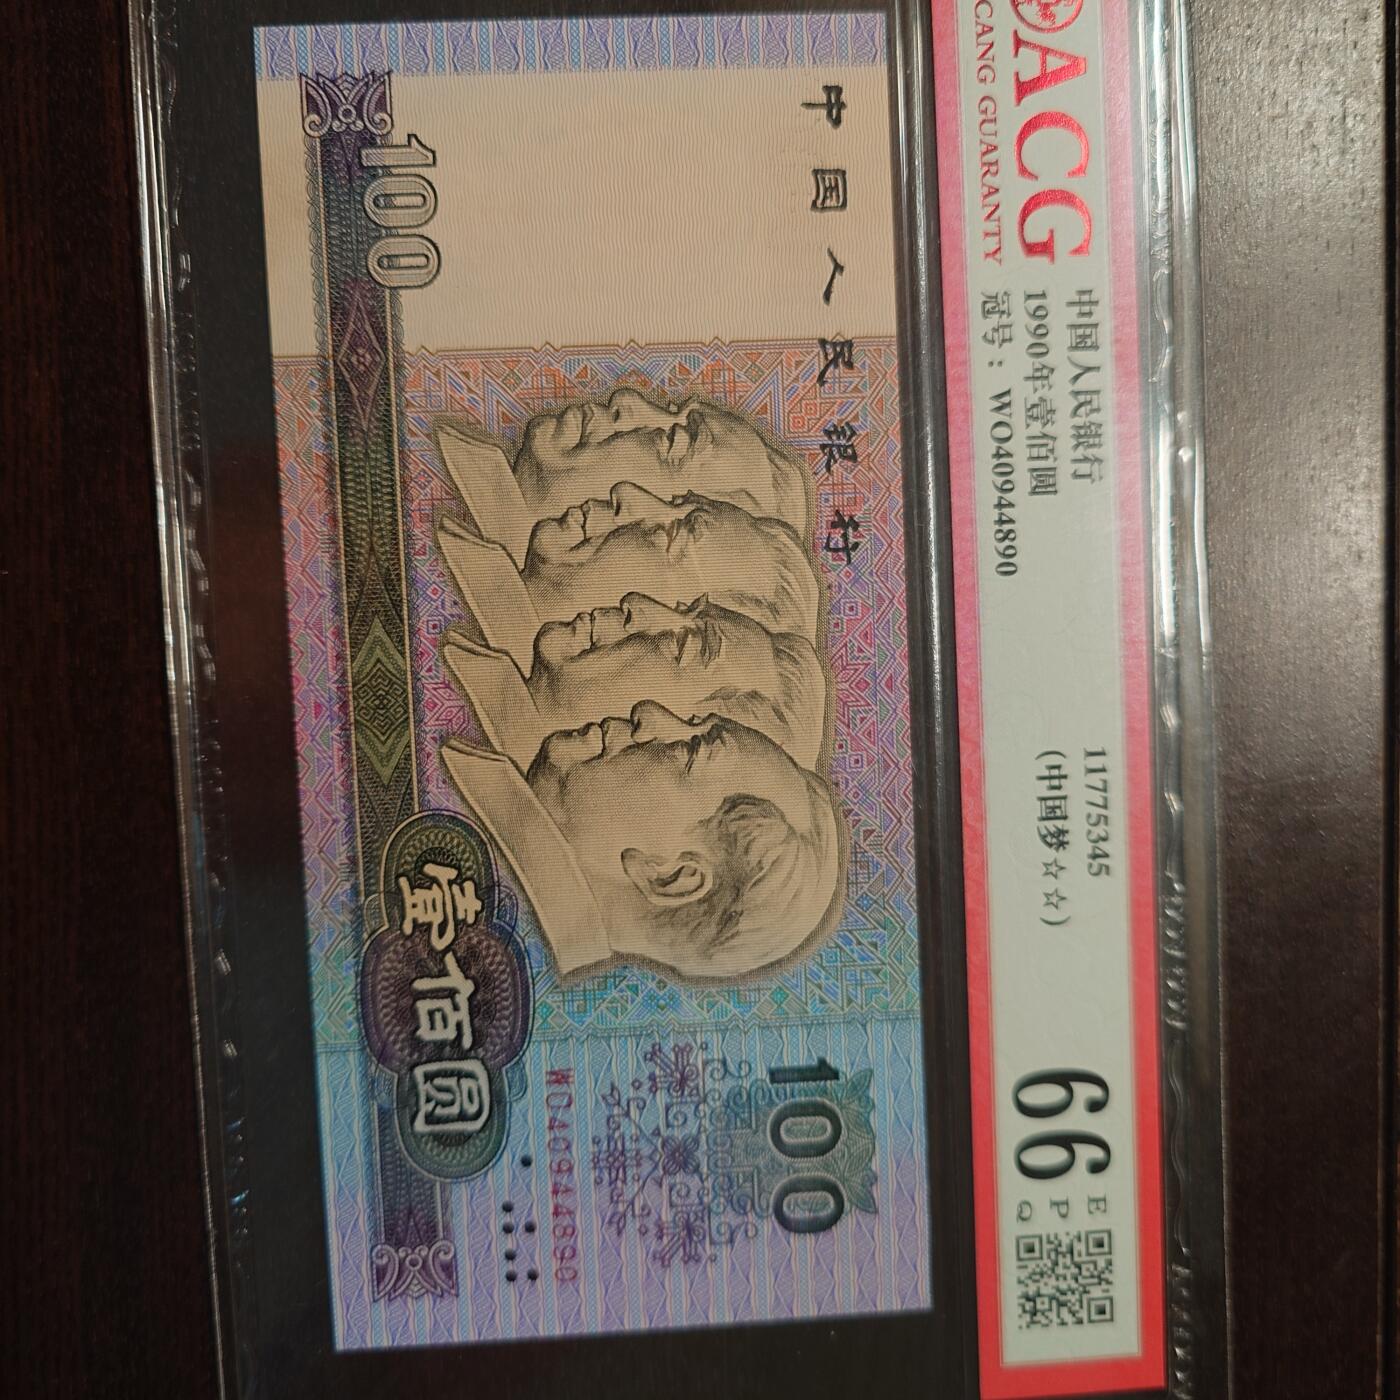 ACG
CANG GUARANTY
中国人民银行
1990年壹佰圆
冠号：WO40944890
11775345
(中国梦☆☆)
66
E
P
Q
中国人民银行
100
壹佰圆
100
WO40944890